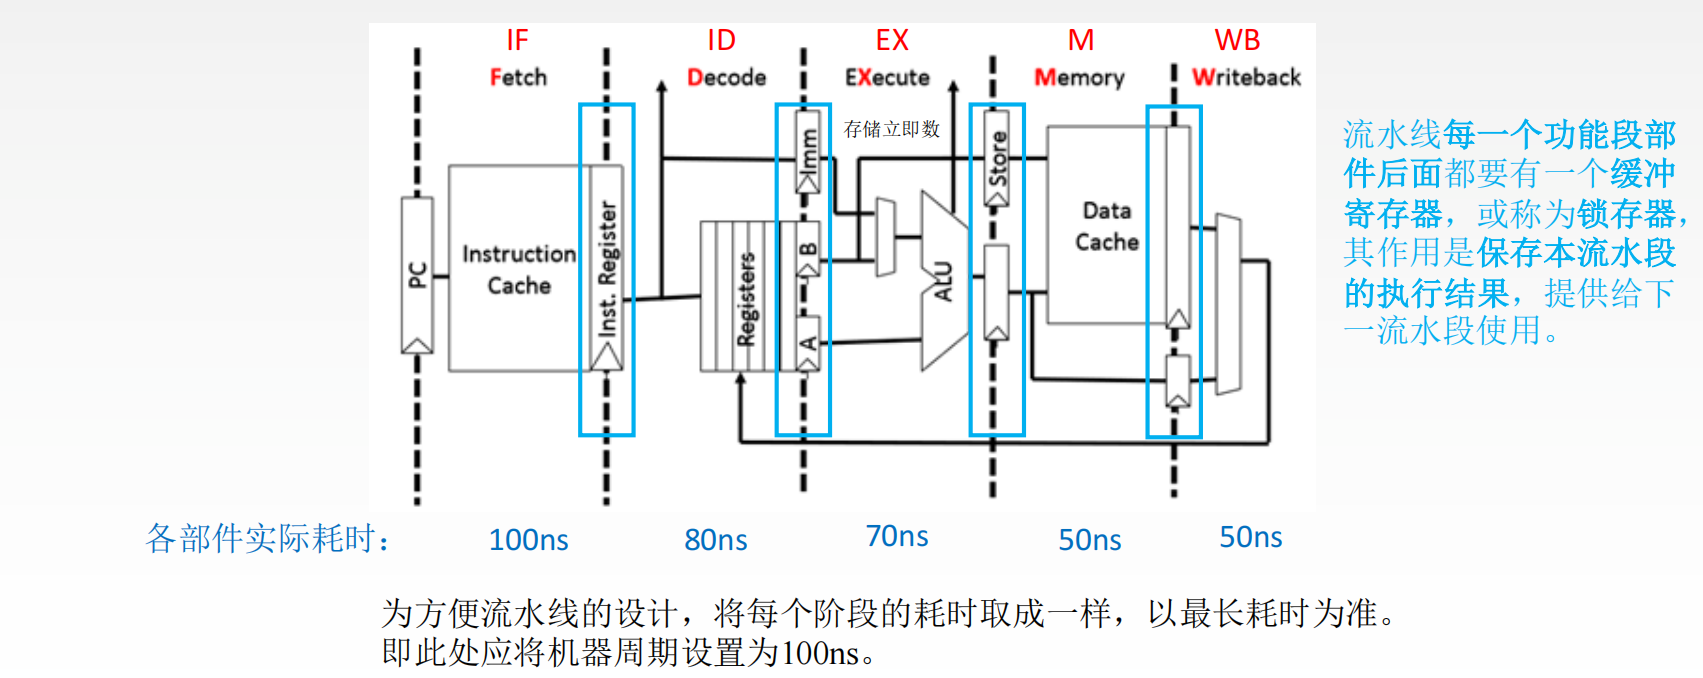 IF
ID
EX
M
WB
Fetch
Decode
EXecute
Memory
Writeback
存储立即数
PC
Instruction
Cache
Inst. Register
Registers
Imm
B
A
ALU
Store
Data
Cache
流水线每一个功能段部
件后面都要有一个缓冲
寄存器，或称为锁存器，
其作用是保存本流水段
的执行结果，提供给下
一流水段使用。
各部件实际耗时：
100ns
80ns
70ns
50ns
50ns
为方便流水线的设计，将每个阶段的耗时取成一样，以最长耗时为准。
即此处应将机器周期设置为100ns。